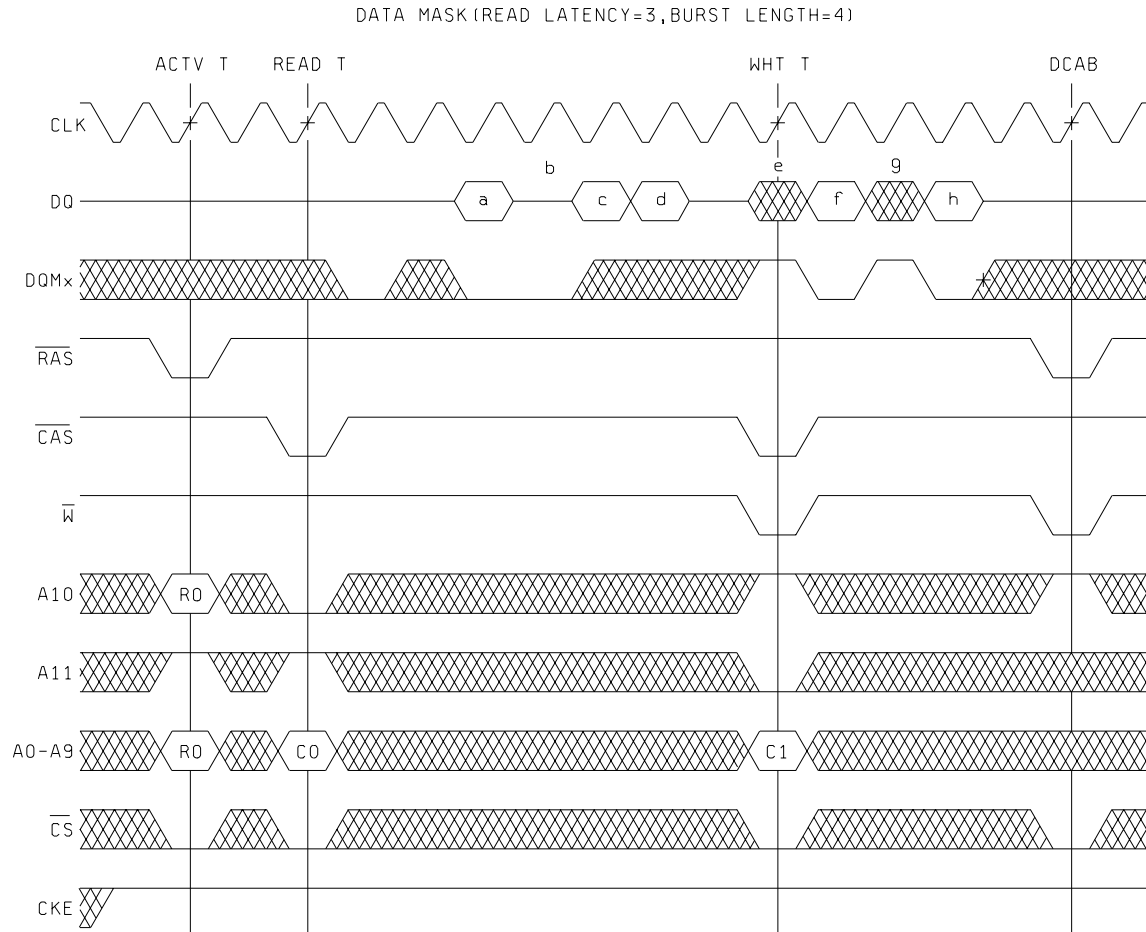 DATA MASK(READ LATENCY=3,BURST LENGTH=4)
ACTV T READ T WHT T DCAB
CLK
b e g
DQ a c d f h
DQMx
RAS
CAS
W
A10 R0
A11
A0-A9 R0 C0 C1
CS
CKE